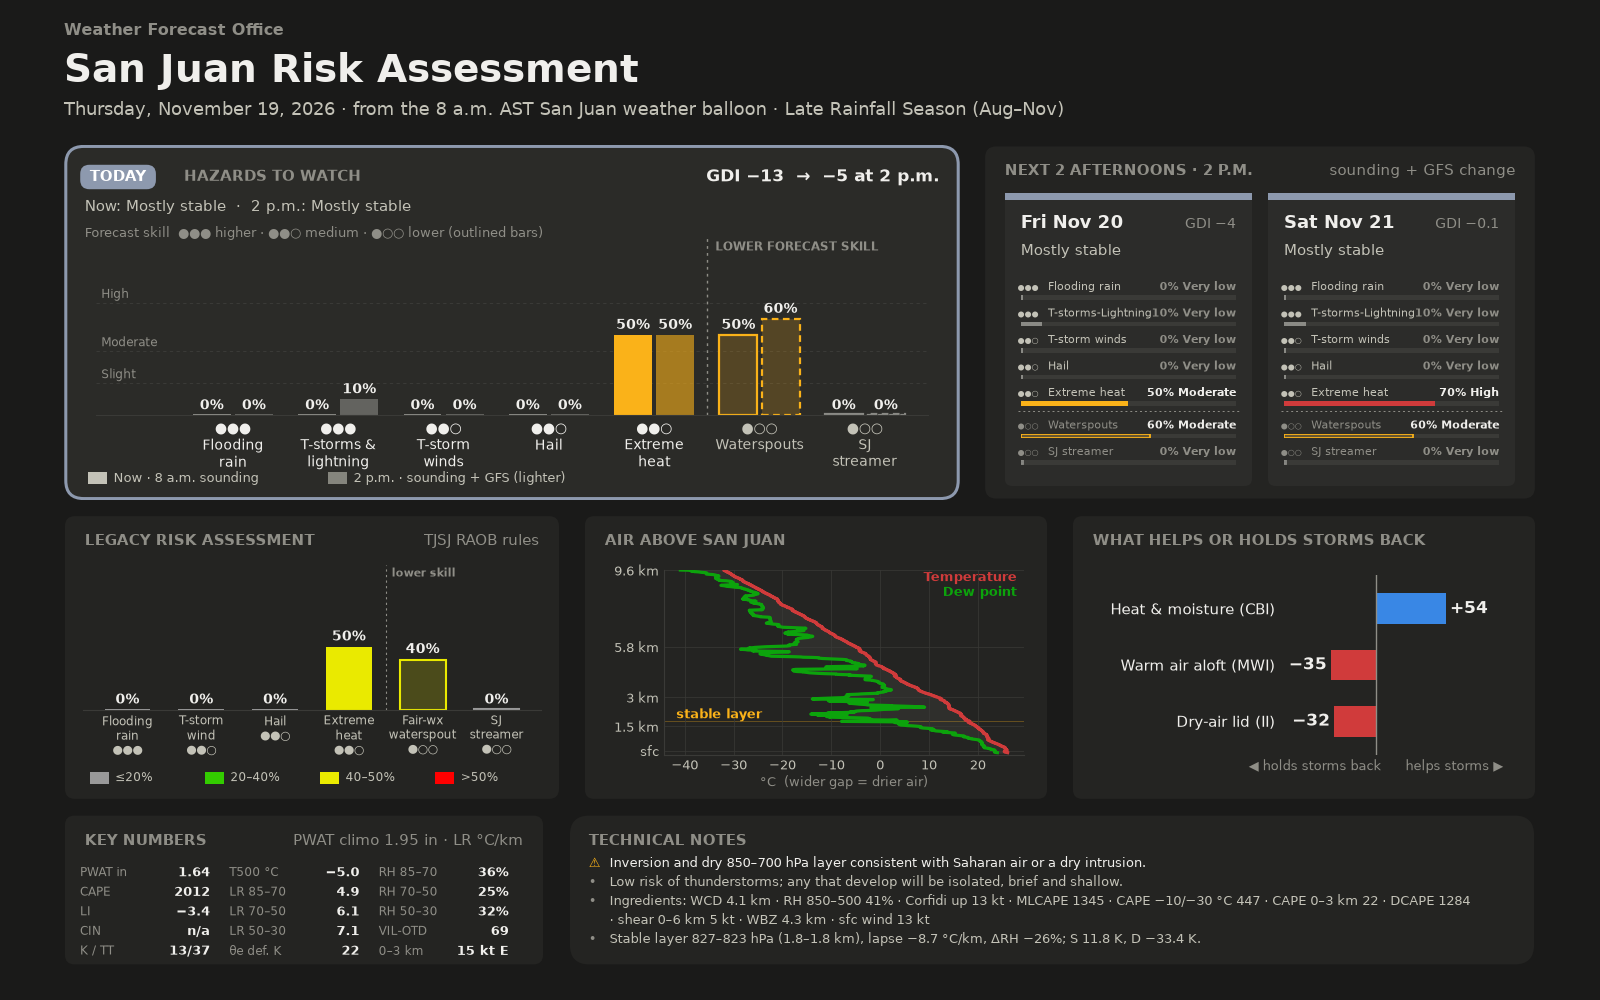 Weather Forecast Office
San Juan Risk Assessment
Thursday, November 19, 2026 · from the 8 a.m. AST San Juan weather balloon · Late Rainfall Season (Aug–Nov)
TODAY HAZARDS TO WATCH GDI −13 → −5 at 2 p.m.
Now: Mostly stable · 2 p.m.: Mostly stable
Forecast skill ●●● higher · ●●○ medium · ●○○ lower (outlined bars)
LOWER FORECAST SKILL
High
Moderate
Slight
0% 0% 0% 10% 0% 0% 0% 0% 50% 50% 50% 60% 0% 0%
●●● ●●● ●●○ ●●○ ●●○ ●○○ ●○○
Flooding rain
T-storms & lightning
T-storm winds
Hail
Extreme heat
Waterspouts
SJ streamer
Now · 8 a.m. sounding
2 p.m. · sounding + GFS (lighter)
NEXT 2 AFTERNOONS · 2 P.M. sounding + GFS change
Fri Nov 20 GDI −4
Mostly stable
●●● Flooding rain 0% Very low
●●● T-storms-Lightning 10% Very low
●●○ T-storm winds 0% Very low
●●○ Hail 0% Very low
●●○ Extreme heat 50% Moderate
●○○ Waterspouts 60% Moderate
●○○ SJ streamer 0% Very low
Sat Nov 21 GDI −0.1
Mostly stable
●●● Flooding rain 0% Very low
●●● T-storms-Lightning 10% Very low
●●○ T-storm winds 0% Very low
●●○ Hail 0% Very low
●●○ Extreme heat 70% High
●○○ Waterspouts 60% Moderate
●○○ SJ streamer 0% Very low
LEGACY RISK ASSESSMENT TJSJ RAOB rules
lower skill
0% 0% 0% 50% 40% 0%
Flooding rain ●●●
T-storm wind ●●○
Hail ●●○
Extreme heat ●●○
Fair-wx waterspout ●○○
SJ streamer ●○○
≤20% 20–40% 40–50% >50%
AIR ABOVE SAN JUAN
Temperature
Dew point
9.6 km
5.8 km
3 km
stable layer
1.5 km
sfc
−40 −30 −20 −10 0 10 20
°C (wider gap = drier air)
WHAT HELPS OR HOLDS STORMS BACK
Heat & moisture (CBI) +54
Warm air aloft (MWI) −35
Dry-air lid (II) −32
◀ holds storms back helps storms ▶
KEY NUMBERS PWAT climo 1.95 in · LR °C/km
PWAT in 1.64 T500 °C −5.0 RH 85–70 36%
CAPE 2012 LR 85–70 4.9 RH 70–50 25%
LI −3.4 LR 70–50 6.1 RH 50–30 32%
CIN n/a LR 50–30 7.1 VIL-OTD 69
K / TT 13/37 θe def. K 22 0–3 km 15 kt E
TECHNICAL NOTES
⚠ Inversion and dry 850–700 hPa layer consistent with Saharan air or a dry intrusion.
• Low risk of thunderstorms; any that develop will be isolated, brief and shallow.
• Ingredients: WCD 4.1 km · RH 850–500 41% · Corfidi up 13 kt · MLCAPE 1345 · CAPE −10/−30 °C 447 · CAPE 0–3 km 22 · DCAPE 1284
· shear 0–6 km 5 kt · WBZ 4.3 km · sfc wind 13 kt
• Stable layer 827–823 hPa (1.8–1.8 km), lapse −8.7 °C/km, ΔRH −26%; S 11.8 K, D −33.4 K.